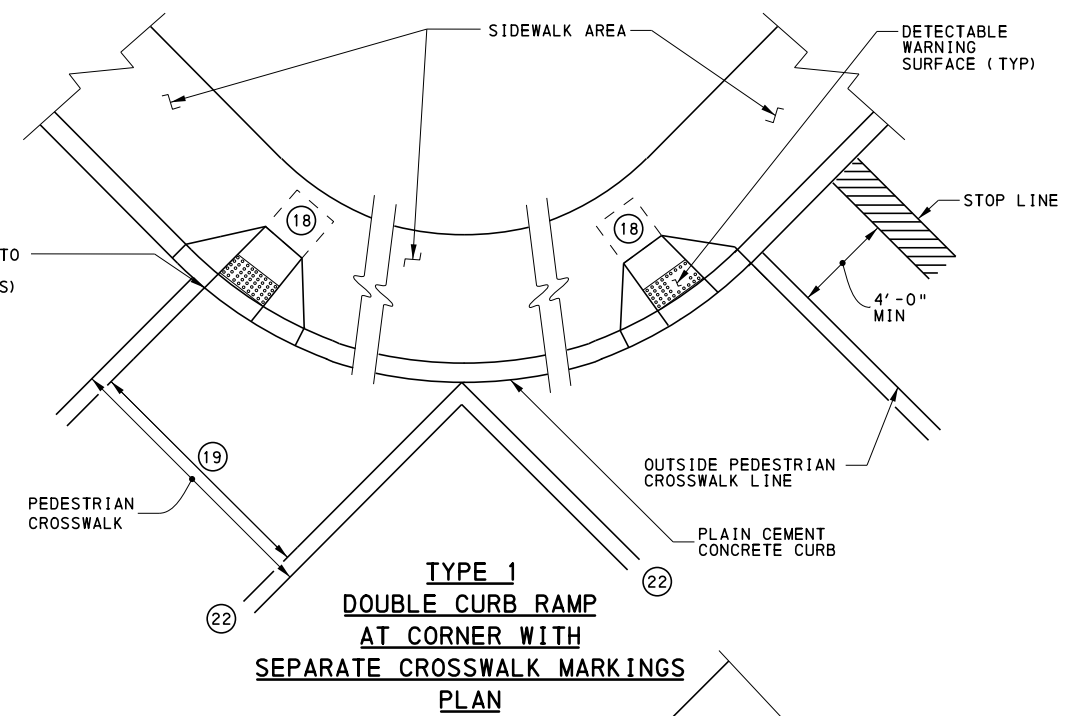 SIDEWALK AREA
DETECTABLE
WARNING
SURFACE (TYP)
18
18
STOP LINE
TO
S)
4'-0"
MIN
19
OUTSIDE PEDESTRIAN
CROSSWALK LINE
PEDESTRIAN
CROSSWALK
PLAIN CEMENT
CONCRETE CURB
22
22
TYPE 1
DOUBLE CURB RAMP
AT CORNER WITH
SEPARATE CROSSWALK MARKINGS
PLAN